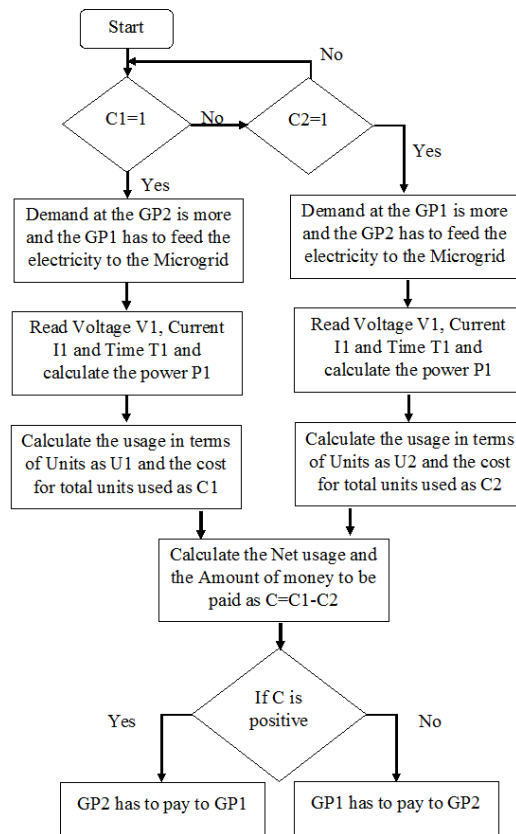 Start
No
C1=1
No
C2=1
Yes
Yes
Demand at the GP2 is more
and the GP1 has to feed the
electricity to the Microgrid
Demand at the GP1 is more
and the GP2 has to feed the
electricity to the Microgrid
Read Voltage V1, Current
I1 and Time T1 and
calculate the power P1
Read Voltage V1, Current
I1 and Time T1 and
calculate the power P1
Calculate the usage in terms
of Units as U1 and the cost
for total units used as C1
Calculate the usage in terms
of Units as U2 and the cost
for total units used as C2
Calculate the Net usage and
the Amount of money to be
paid as C=C1-C2
If C is
positive
Yes
No
GP2 has to pay to GP1
GP1 has to pay to GP2